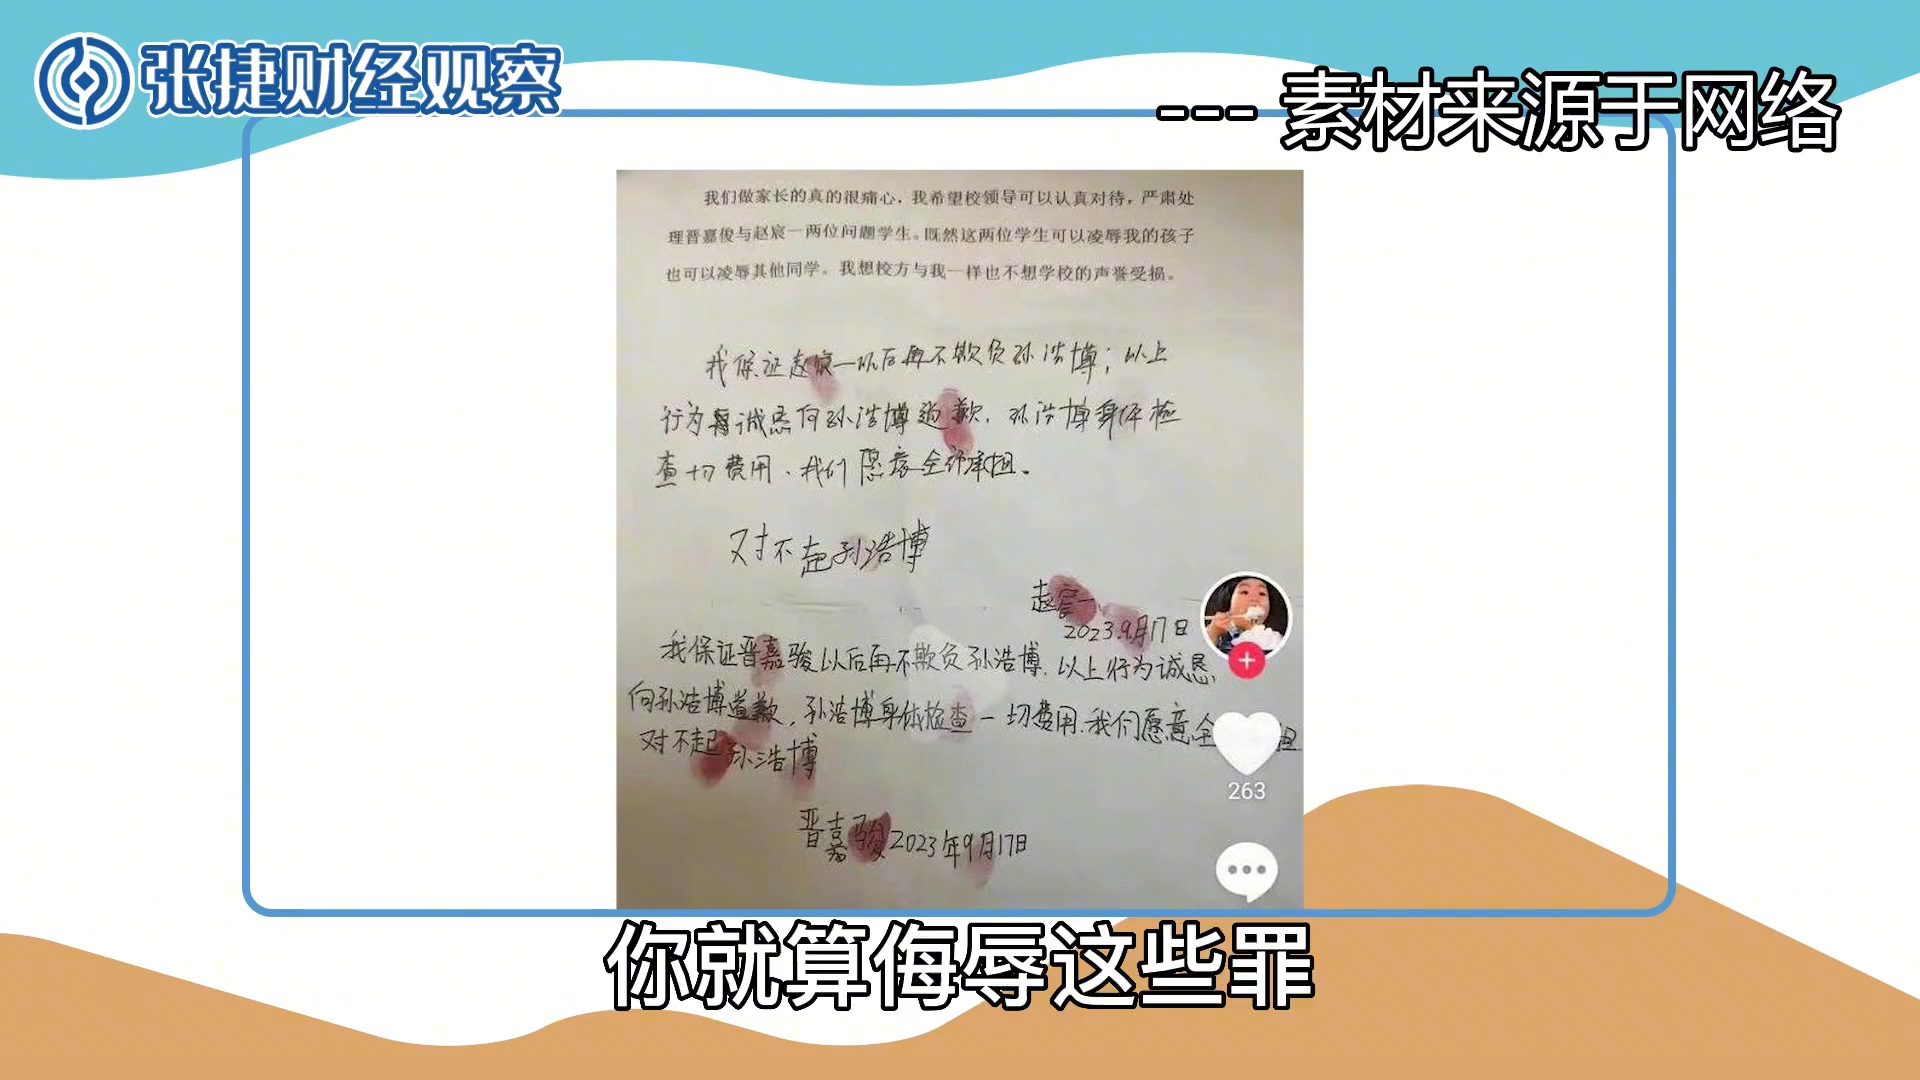 张捷财经观察
--- 素材来源于网络
我们做家长的真的很痛心，我希望校领导可以认真对待，严肃处
理晋嘉俊与赵宸一两位问题学生。既然这两位学生可以凌辱我的孩子
也可以凌辱其他同学。我想校方与我一样也不想学校的声誉受损。
我保证赵宸一以后再不欺负孙浩博；以上
行为 诚恳向孙浩博道歉．孙浩博身体检
查一切费用．我们愿意全部承担。
对不起孙浩博
赵宸一
2023.9月17日
我保证晋嘉骏以后再不欺负孙浩博．以上行为诚恳
向孙浩博道歉，孙浩博身体检查一切费用．我们愿意全 担
对不起孙浩博
晋嘉骏2023年9月17日
263
你就算侮辱这些罪